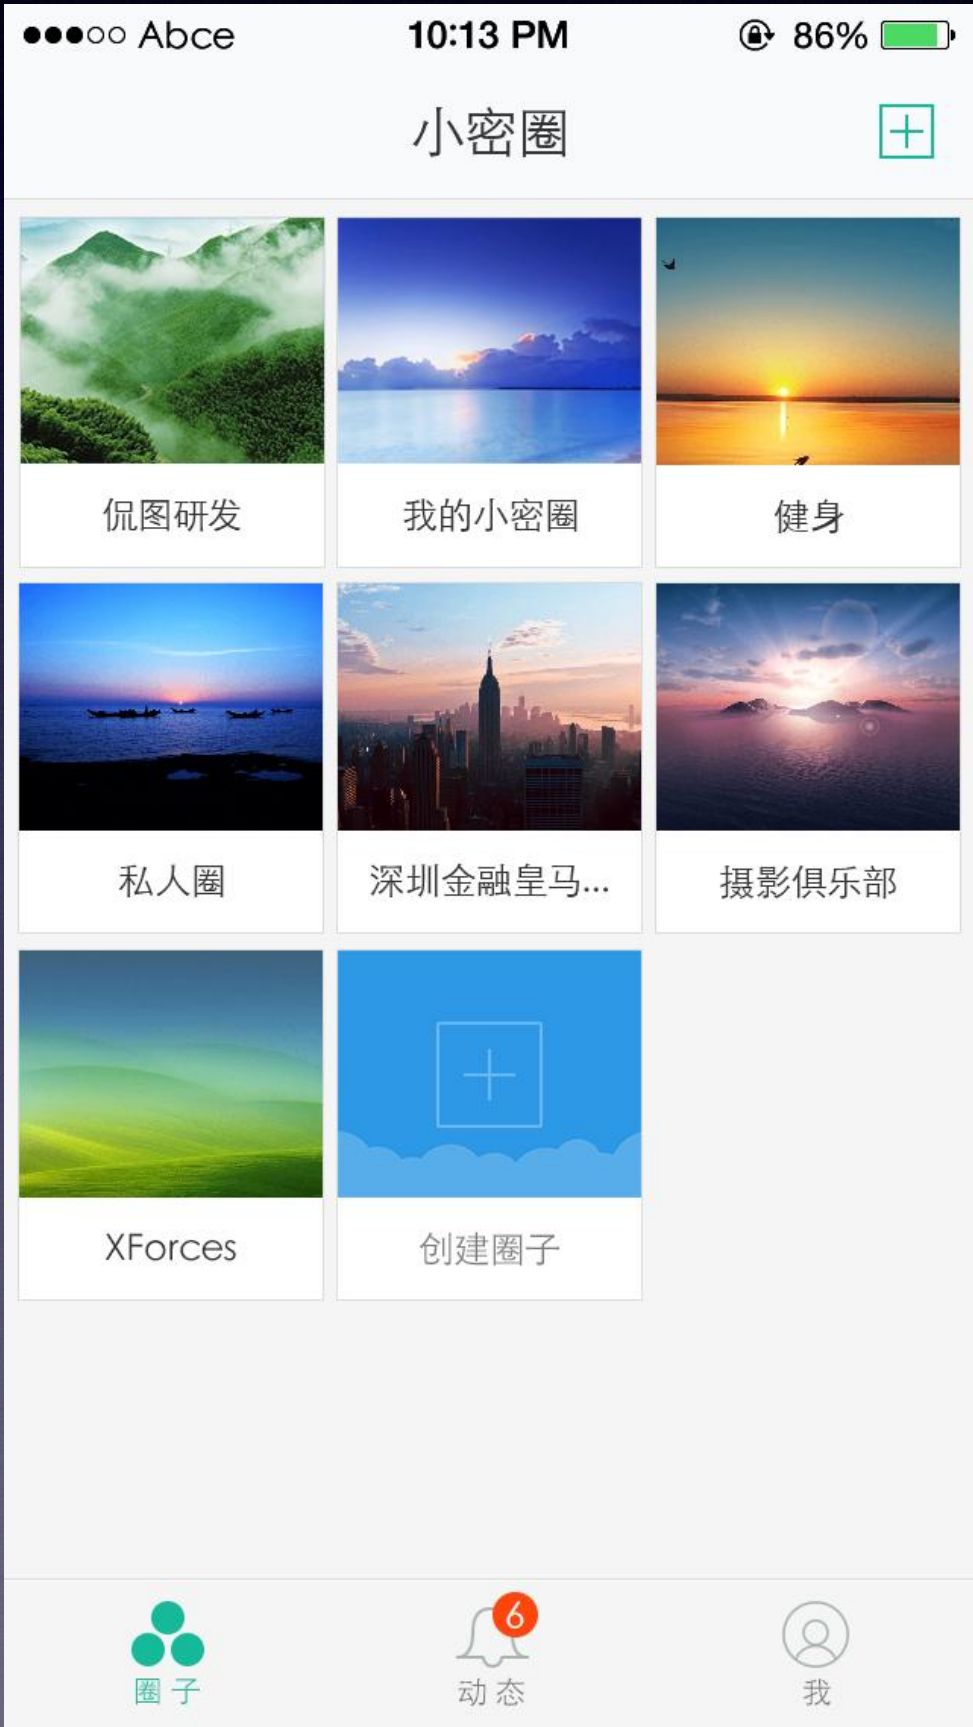 Abce 10:13 PM 86%
小密圈
侃图研发 我的小密圈 健身
私人圈 深圳金融皇马... 摄影俱乐部
XForces 创建圈子
6
圈子 动态 我